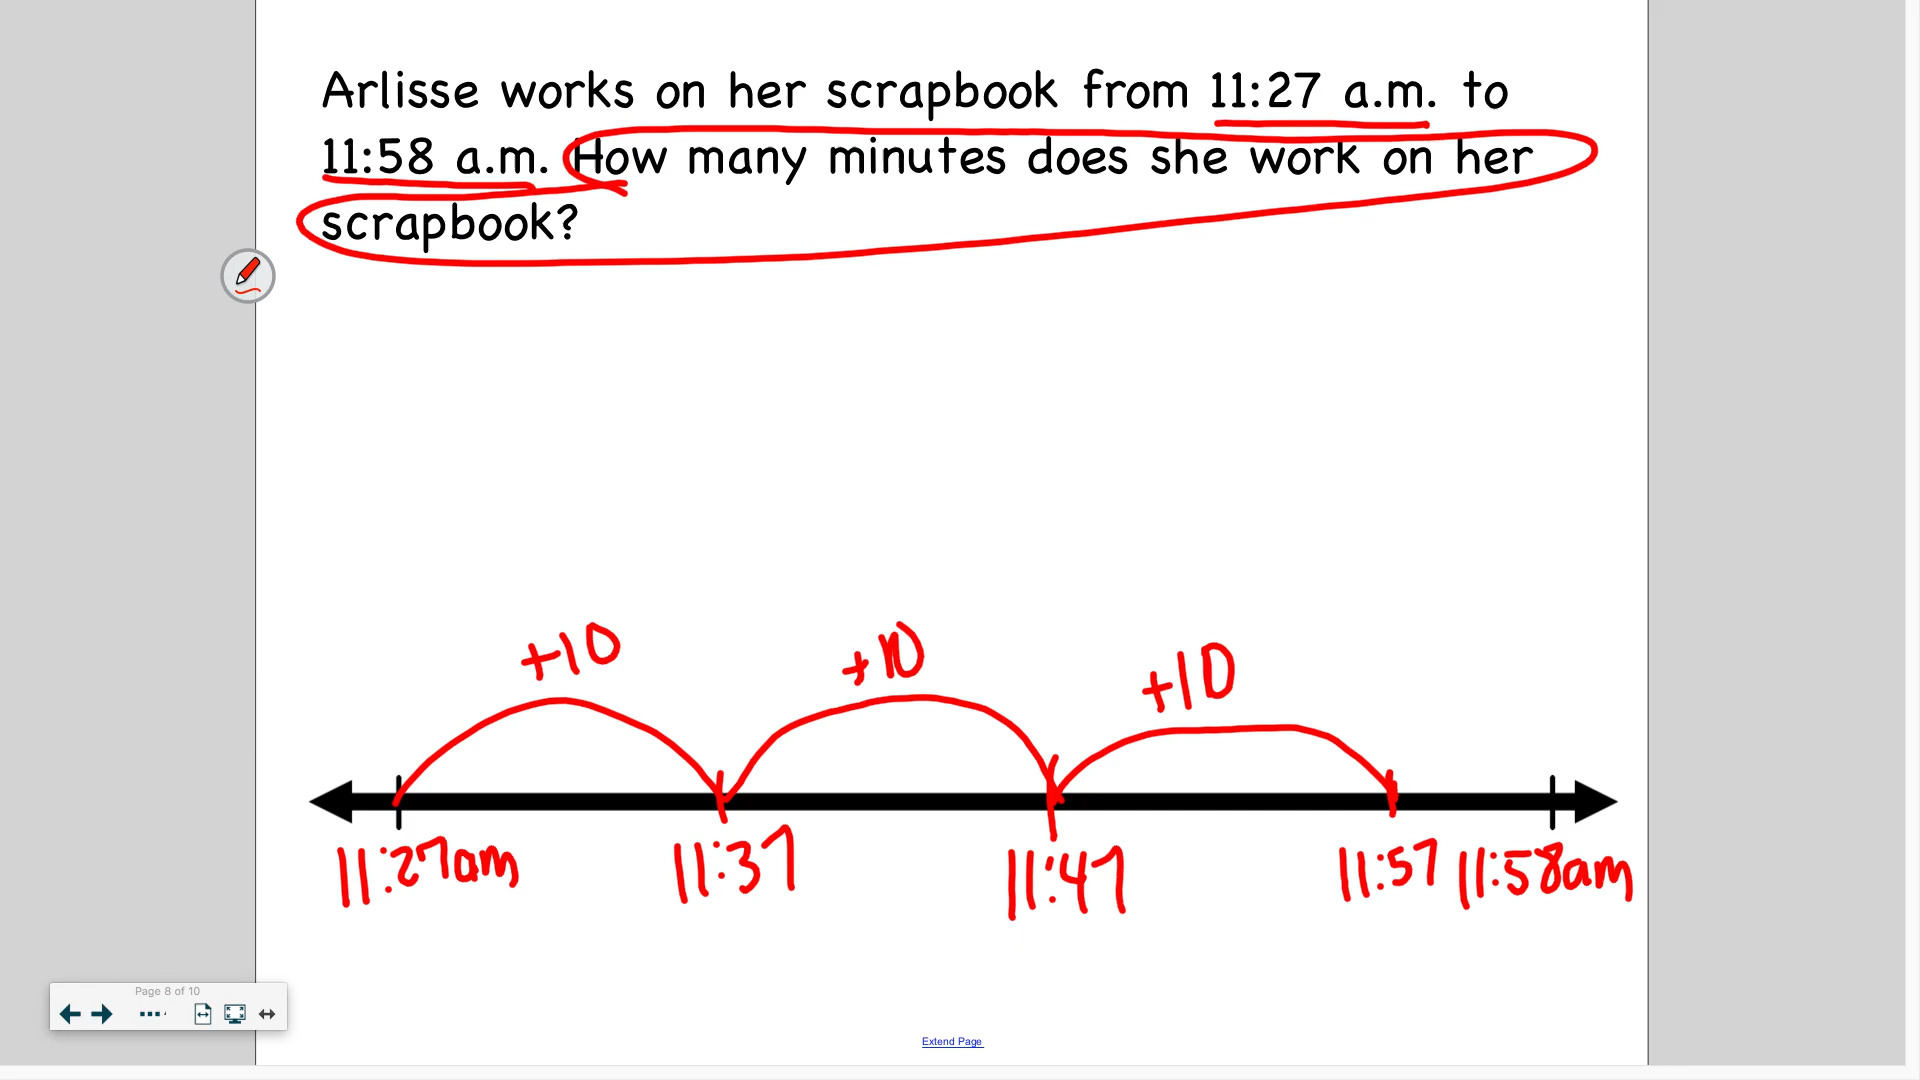 Arlisse works on her scrapbook from 11:27 a.m. to
11:58 a.m. How many minutes does she work on her
scrapbook?
+10 +10 +10
11:27am 11:37 11:47 11:57 11:58am
Page 8 of 10
Extend Page